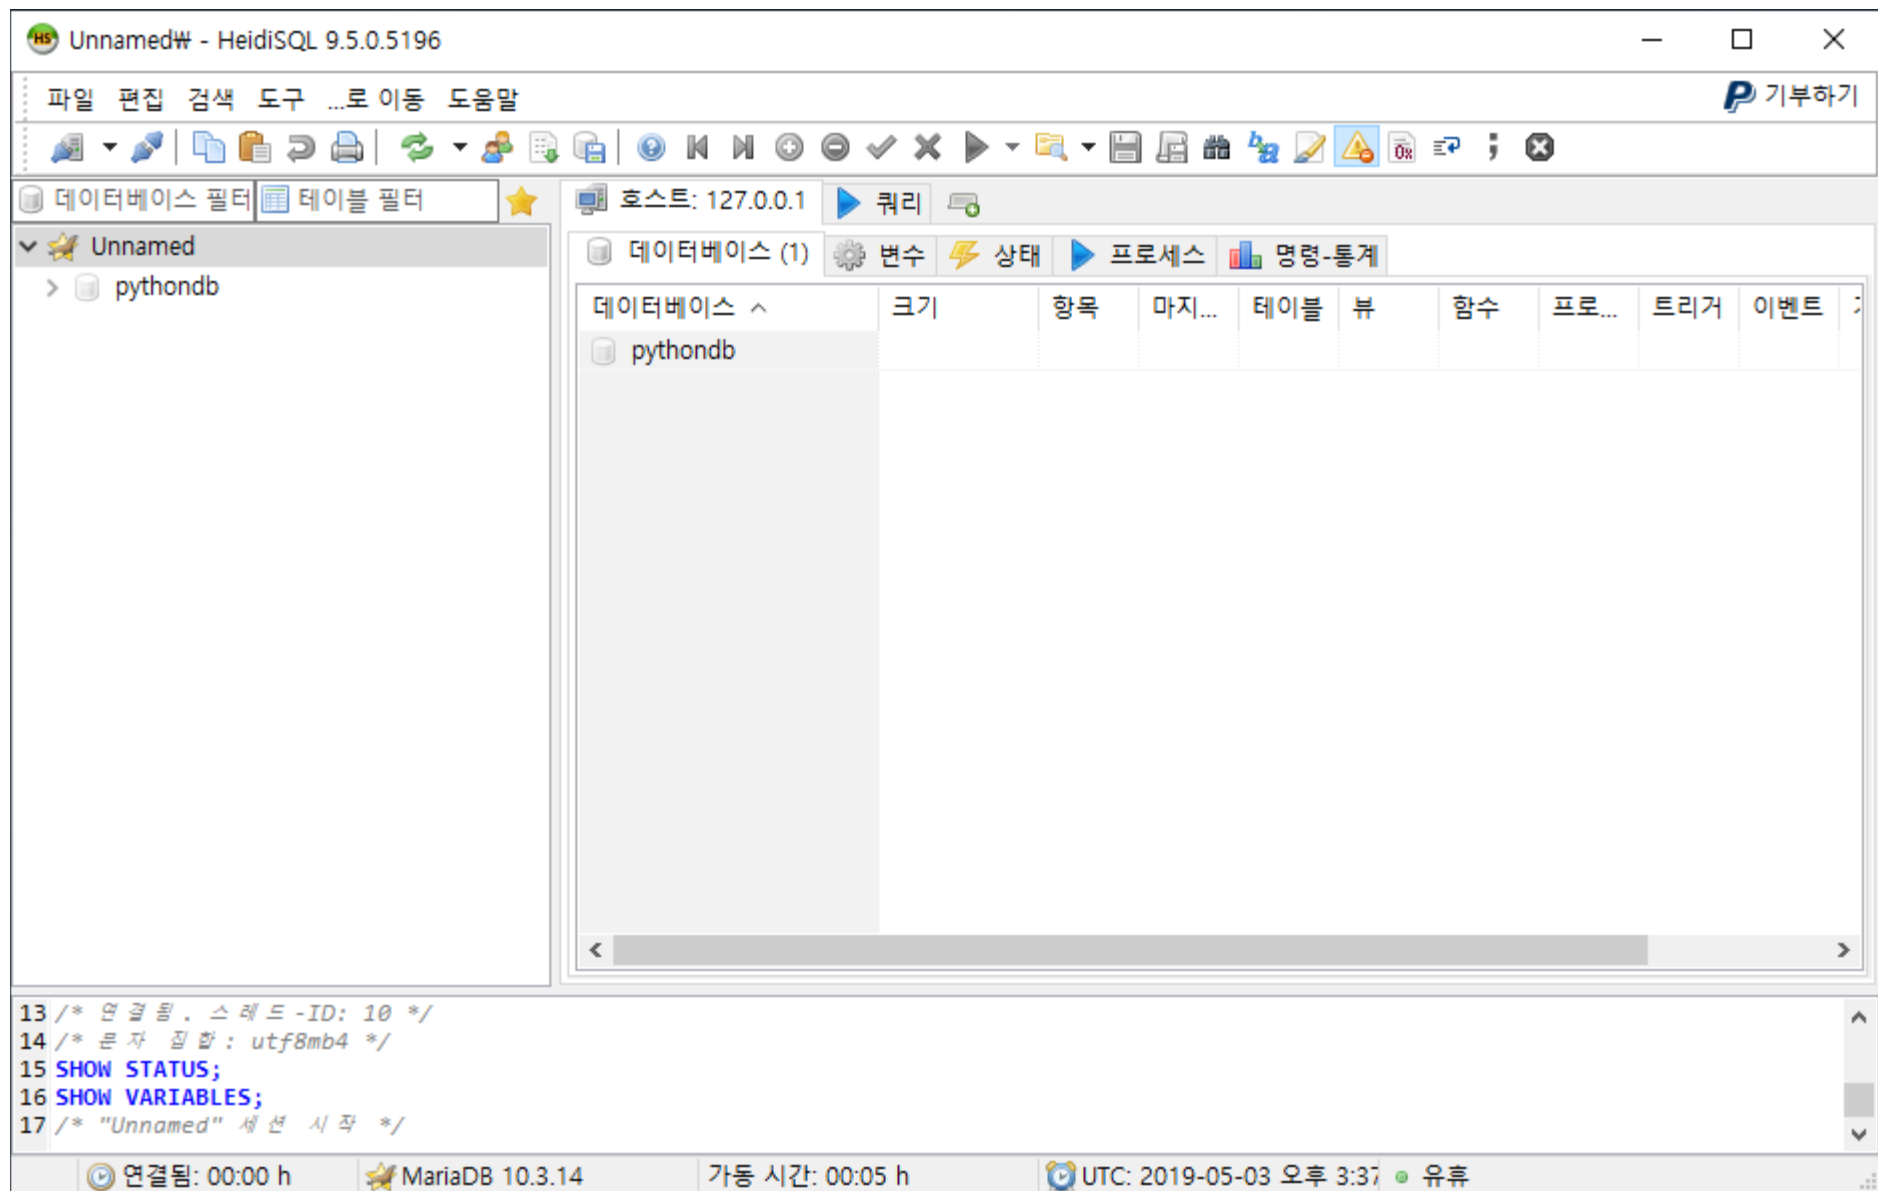 Unnamed₩ - HeidiSQL 9.5.0.5196
파일 편집 검색 도구 ...로 이동 도움말
기부하기
데이터베이스 필터 테이블 필터
호스트: 127.0.0.1 쿼리
Unnamed
pythondb
데이터베이스 (1) 변수 상태 프로세스 명령-통계
데이터베이스 크기 항목 마지... 테이블 뷰 함수 프로... 트리거 이벤트
pythondb
13 /* 연결됨. 스레드-ID: 10 */
14 /* 문자 집합: utf8mb4 */
15 SHOW STATUS;
16 SHOW VARIABLES;
17 /* "Unnamed" 세션 시작 */
연결됨: 00:00 h MariaDB 10.3.14 가동 시간: 00:05 h UTC: 2019-05-03 오후 3:37 유휴